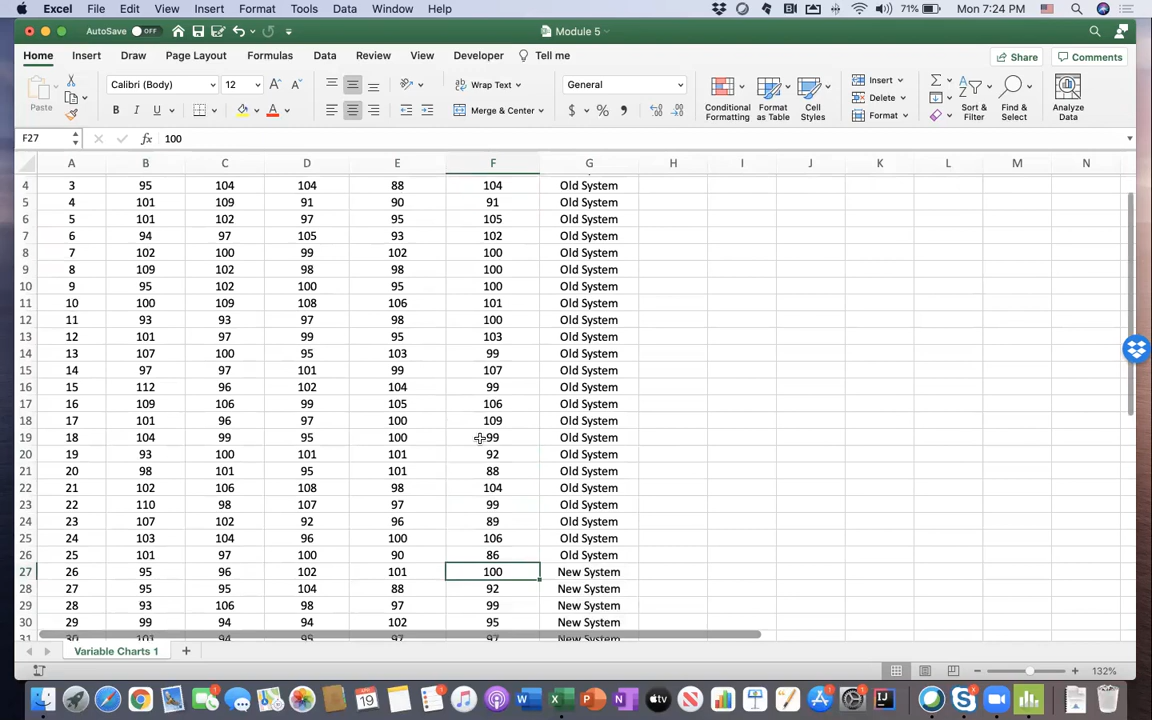 Excel File Edit View Insert Format Tools Data Window Help 71% Mon 7:24 PM
AutoSave OFF Module 5
Home Insert Draw Page Layout Formulas Data Review View Developer Tell me Share Comments
Paste Calibri (Body) 12 A A Wrap Text General Conditional Formatting Format as Table Cell Styles Insert Sort & Filter Find & Select Analyze Data
Delete
B I U A Merge & Center $ % Format
F27 fx 100
A B C D E F G H I J K L M N
4 3 95 104 104 88 104 Old System
5 4 101 109 91 90 91 Old System
6 5 101 102 97 95 105 Old System
7 6 94 97 105 93 102 Old System
8 7 102 100 99 102 100 Old System
9 8 109 102 98 98 100 Old System
10 9 95 102 100 95 100 Old System
11 10 100 109 108 106 101 Old System
12 11 93 93 97 98 100 Old System
13 12 101 97 99 95 103 Old System
14 13 107 100 95 103 99 Old System
15 14 97 97 101 99 107 Old System
16 15 112 96 102 104 99 Old System
17 16 109 106 99 105 106 Old System
18 17 101 96 97 100 109 Old System
19 18 104 99 95 100 99 Old System
20 19 93 100 101 101 92 Old System
21 20 98 101 95 101 88 Old System
22 21 102 106 108 98 104 Old System
23 22 110 98 107 97 99 Old System
24 23 107 102 92 96 89 Old System
25 24 103 104 96 100 106 Old System
26 25 101 97 100 90 86 Old System
27 26 95 96 102 101 100 New System
28 27 95 95 104 88 92 New System
29 28 93 106 98 97 99 New System
30 29 99 94 94 102 95 New System
31 30 101 94 95 97 97 New System
Variable Charts 1
132%